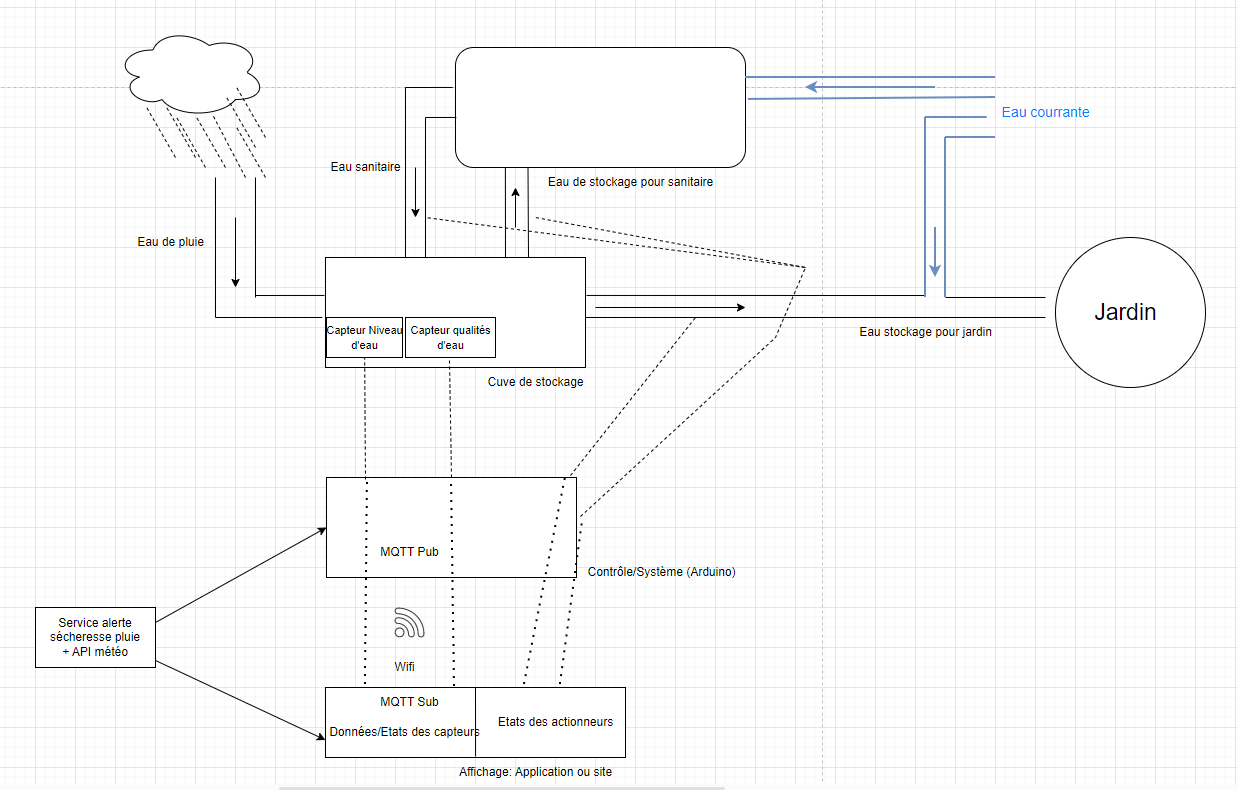 Eau courrante
Eau sanitaire
Eau de stockage pour sanitaire
Eau de pluie
Jardin
Capteur Niveau
d'eau
Capteur qualités
d'eau
Eau stockage pour jardin
Cuve de stockage
MQTT Pub
Contrôle/Système (Arduino)
Service alerte
sécheresse pluie
+ API météo
Wifi
MQTT Sub
Données/Etats des capteurs
Etats des actionneurs
Affichage: Application ou site